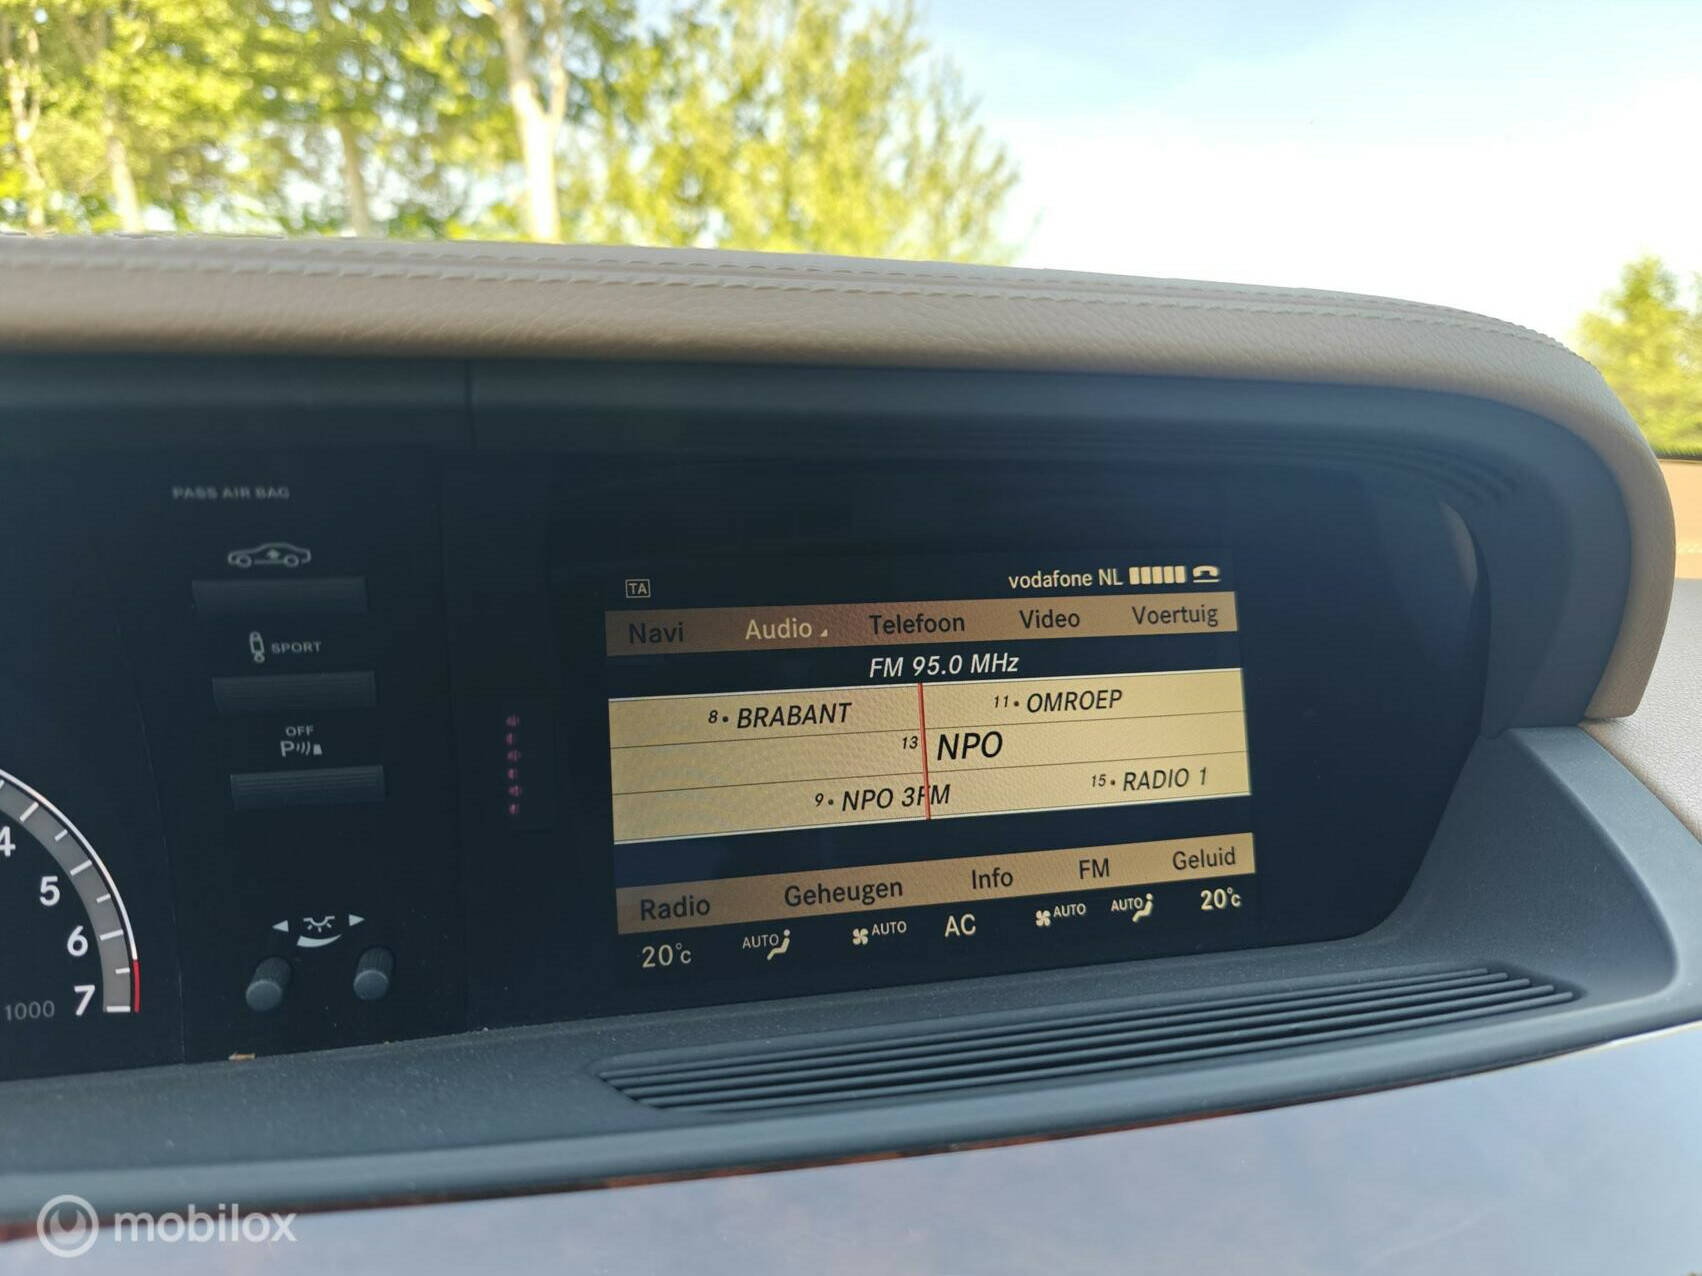 PASS AIR BAG
SPORT
OFF
P
4
5
6
7
1000
TA
vodafone NL
Navi Audio Telefoon Video Voertuig
FM 95.0 MHz
8 • BRABANT 11 • OMROEP
13 NPO
9 • NPO 3FM 15 • RADIO 1
Radio Geheugen Info FM Geluid
20°C AUTO AUTO AC AUTO AUTO 20°C
mobilox